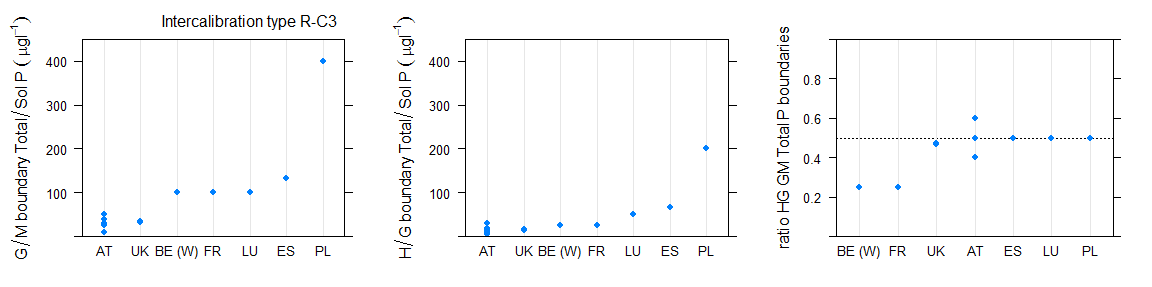 Intercalibration type R-C3
G/M boundary Total/Sol P ( μgl⁻¹)
400
300
200
100
AT UK BE (W) FR LU ES PL
H/G boundary Total/Sol P ( μgl⁻¹)
400
300
200
100
AT UK BE (W) FR LU ES PL
ratio HG GM Total P boundaries
0.8
0.6
0.4
0.2
BE (W) FR UK AT ES LU PL